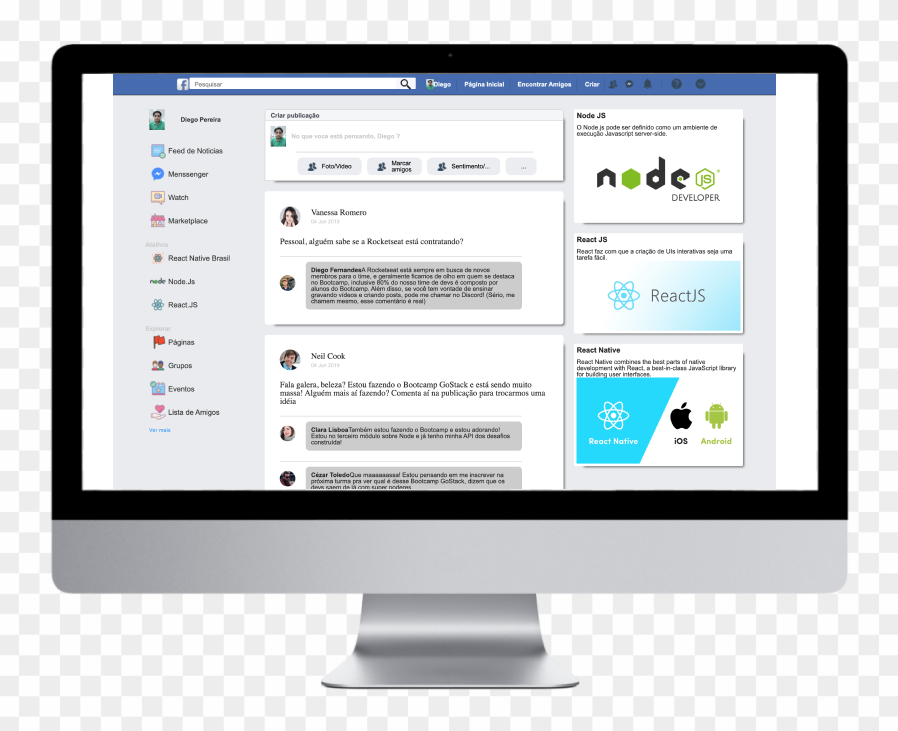 Pesquisar
Diego Página Inicial Encontrar Amigos Criar
Diego Pereira
Feed de Noticias
Menssenger
Watch
Marketplace
Atalhos
React Native Brasil
node Node.Js
React.JS
Explorar
Páginas
Grupos
Eventos
Lista de Amigos
Ver mais
Criar publicação
No que voca está pensando, Diego ?
Foto/Video
Marcar
amigos
Sentimento/...
...
Vanessa Romero
04 Jun 2019
Pessoal, alguém sabe se a Rocketseat está contratando?
Diego FernandesA Rocketseat está sempre em busca de novos
membros para o time, e geralmente ficamos de olho em quem se destaca
no Bootcamp, inclusive 80% do nosso time de devs é composto por
alunos do Bootcamp. Além disso, se você tem vontade de ensinar
gravando vídeos e criando posts, pode me chamar no Discord! (Sério, me
chamem mesmo, esse comentário é real)
Neil Cook
04 Jun 2019
Fala galera, beleza? Estou fazendo o Bootcamp GoStack e está sendo muito
massa! Alguém mais aí fazendo? Comenta aí na publicação para trocarmos uma
idéia
Clara LisboaTambém estou fazendo o Bootcamp e estou adorando!
Estou no terceiro módulo sobre Node e já tenho minha API dos desafios
construída!
Cézar ToledoQue maaaaaassa! Estou pensando em me inscrever na
próxima turma pra ver qual é desse Bootcamp GoStack, dizem que os
devs saem de lá com super poderes
Node JS
O Node js pode ser definido como um ambiente de
execução Javascript server-side.
node JS
DEVELOPER
React JS
React faz com que a criação de UIs interativas seja uma
tarefa fácil.
ReactJS
React Native
React Native combines the best parts of native
development with React, a best-in-class JavaScript library
for building user interfaces.
React Native
iOS
Android